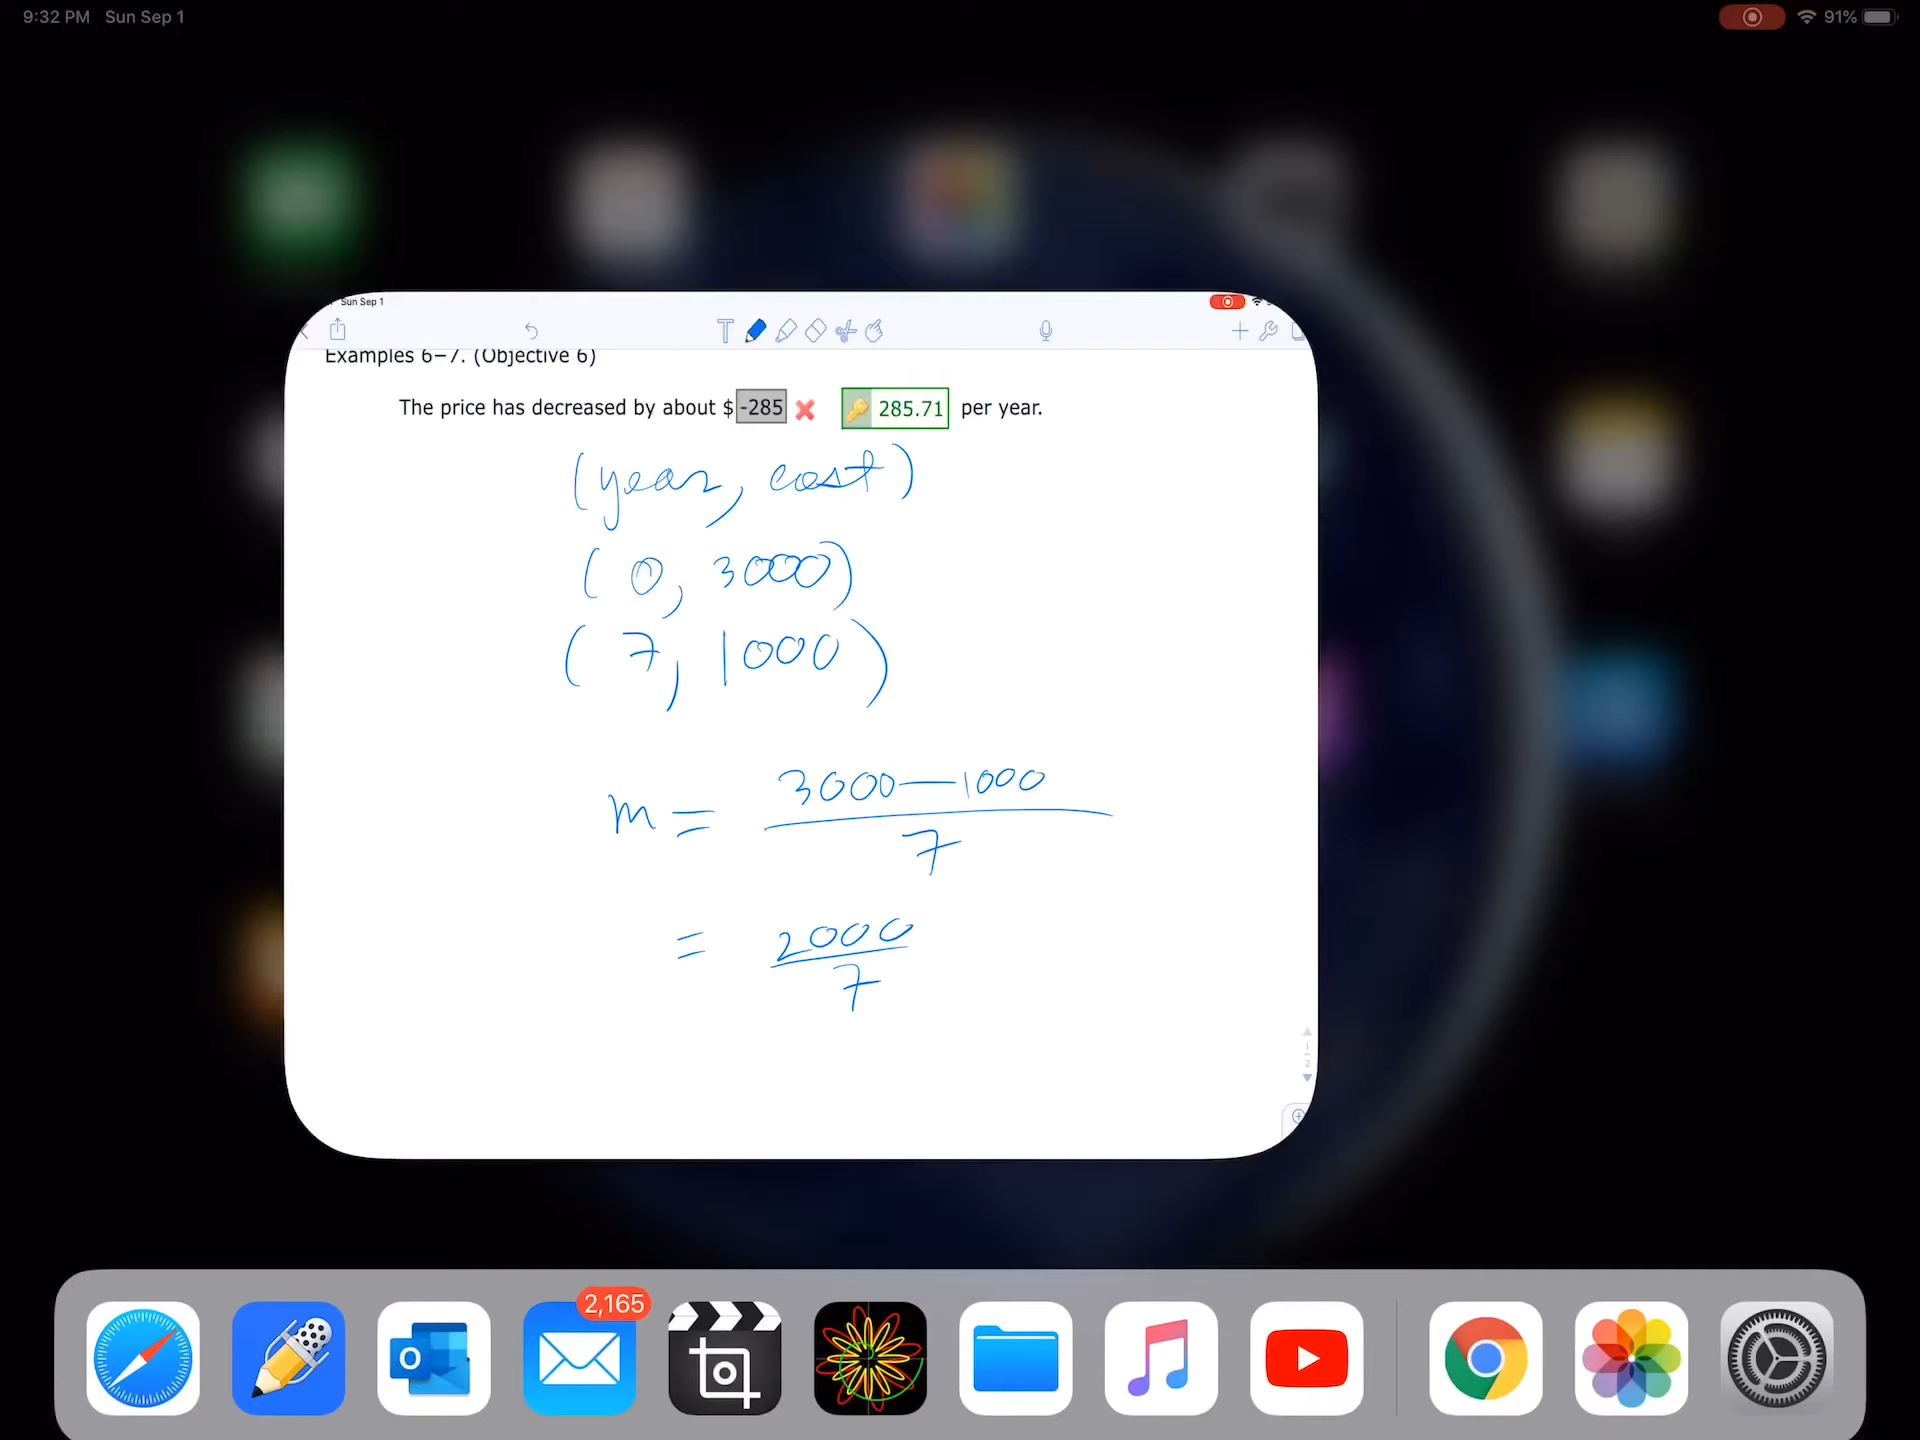 9:32 PM Sun Sep 1
91%
Sun Sep 1
Examples 6-7. (Objective 6)
The price has decreased by about $ -285 285.71 per year.
(year, cost)
(0, 3000)
(7, 1000)
m = 3000-1000
7
= 2000
7
1
2
2,165